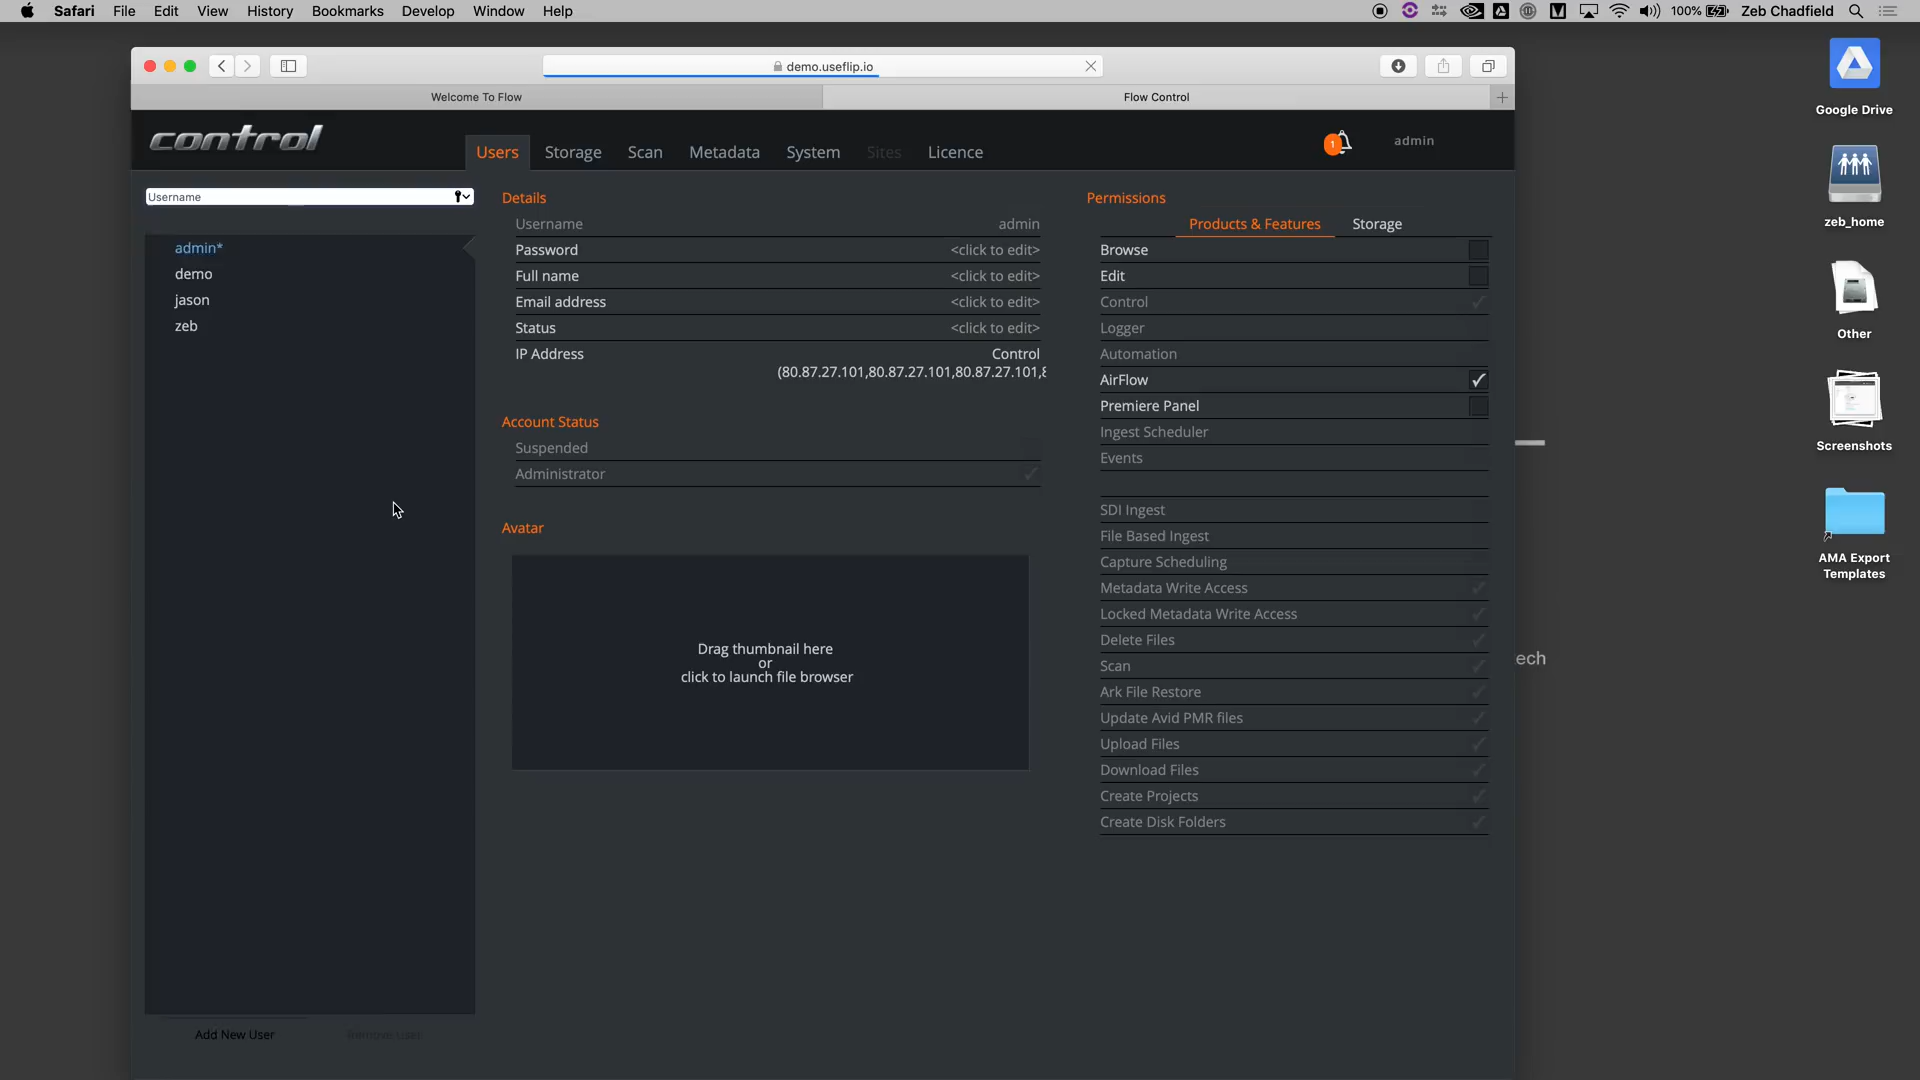 Safari File Edit View History Bookmarks Develop Window Help
100% Zeb Chadfield
demo.useflip.io
Welcome To Flow
Flow Control
control
Users Storage Scan Metadata System Sites Licence
1
admin
Username
admin*
demo
jason
zeb
Add New User
Remove User
Details
Username admin
Password <click to edit>
Full name <click to edit>
Email address <click to edit>
Status <click to edit>
IP Address Control
(80.87.27.101,80.87.27.101,80.87.27.101,8
Account Status
Suspended
Administrator
Avatar
Drag thumbnail here
or
click to launch file browser
Permissions
Products & Features Storage
Browse
Edit
Control
Logger
Automation
AirFlow
Premiere Panel
Ingest Scheduler
Events
SDI Ingest
File Based Ingest
Capture Scheduling
Metadata Write Access
Locked Metadata Write Access
Delete Files
Scan
Ark File Restore
Update Avid PMR files
Upload Files
Download Files
Create Projects
Create Disk Folders
ech
Google Drive
zeb_home
Other
Screenshots
AMA Export
Templates